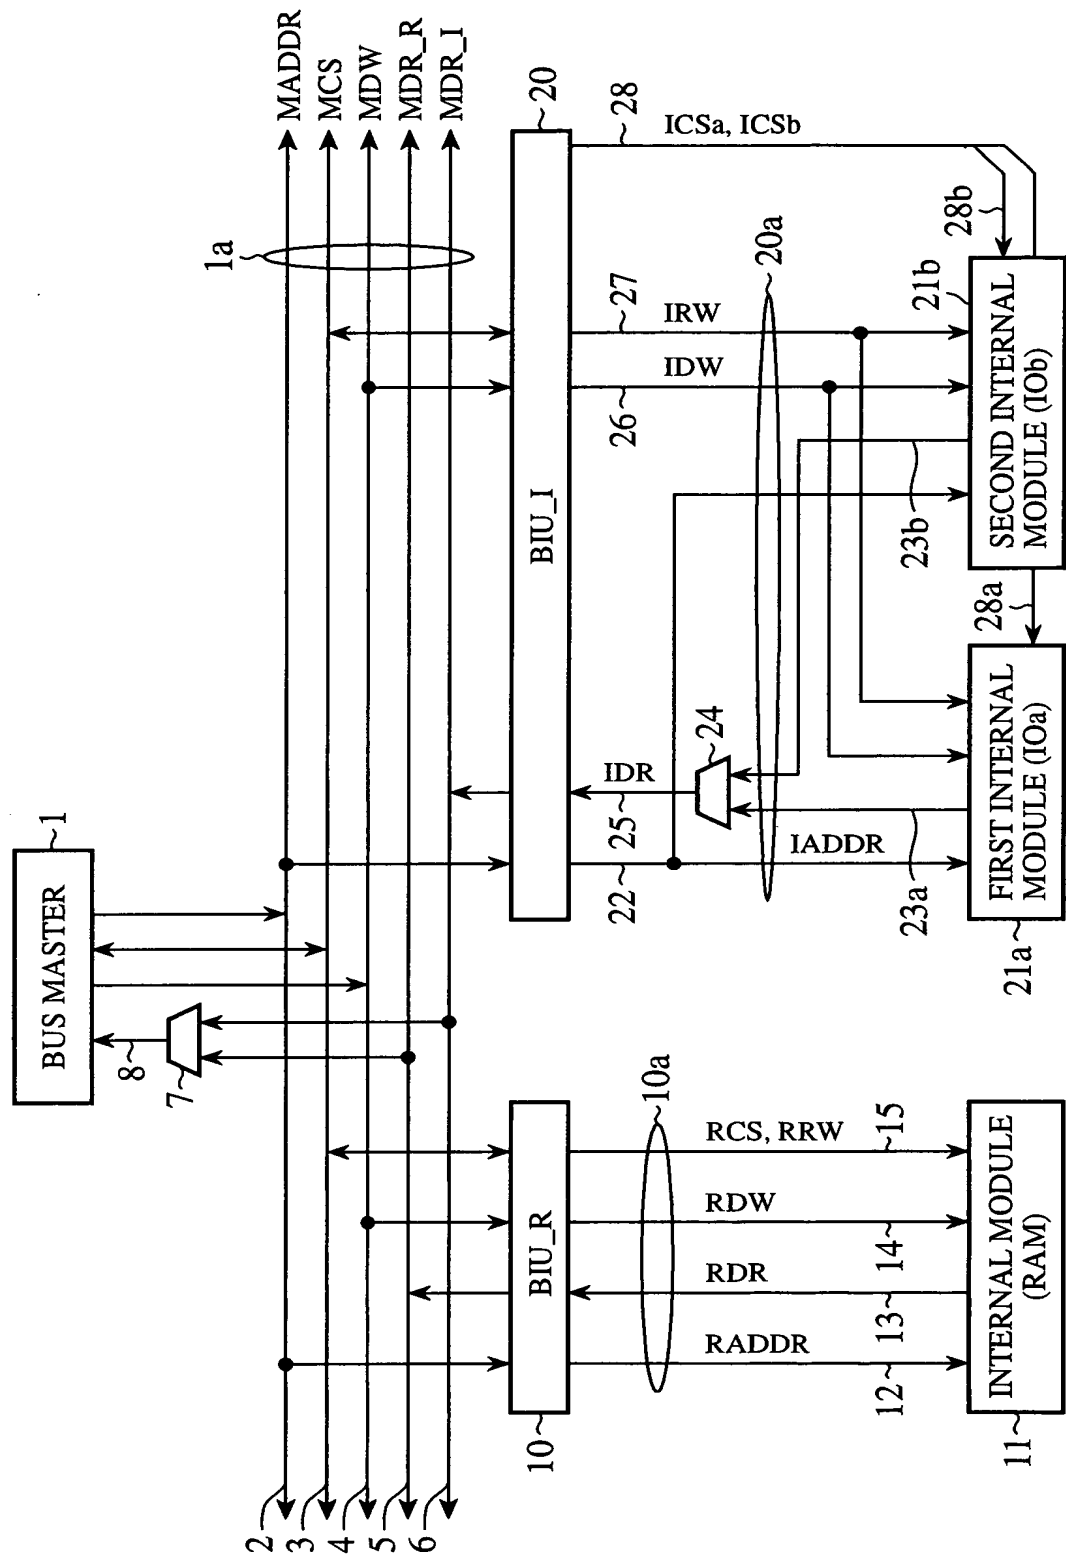 BUS MASTER
1
8
7
2
3
4
5
6
MADDR
MCS
MDW
MDR_R
MDR_I
1a
10
BIU_R
BIU_I
20
RADDR
12
RDR
13
RDW
14
RCS, RRW
15
10a
INTERNAL MODULE
(RAM)
11
22
IADDR
25
IDR
24
23a
23b
26
IDW
27
IRW
20a
28
ICSa, ICSb
28b
28a
FIRST INTERNAL
MODULE (IOa)
21a
SECOND INTERNAL
MODULE (IOb)
21b